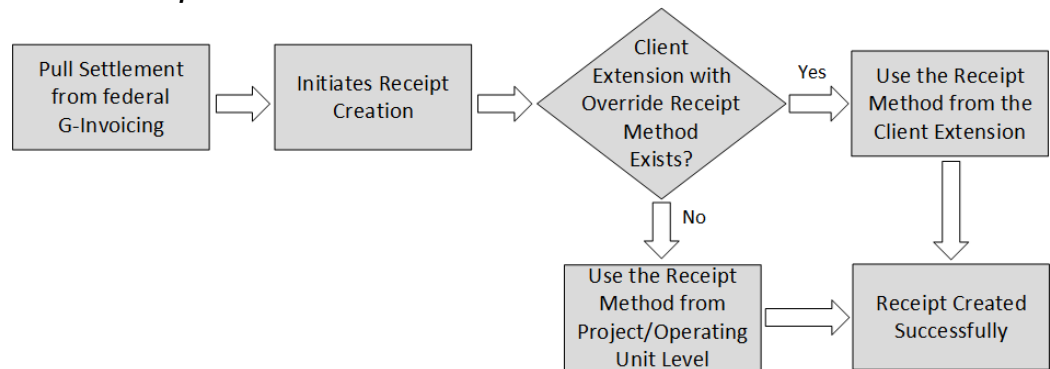 Pull Settlement
from federal
G-Invoicing
Initiates Receipt
Creation
Client
Extension with
Override Receipt
Method
Exists?
Yes
Use the Receipt
Method from the
Client Extension
No
Use the Receipt
Method from
Project/Operating
Unit Level
Receipt Created
Successfully